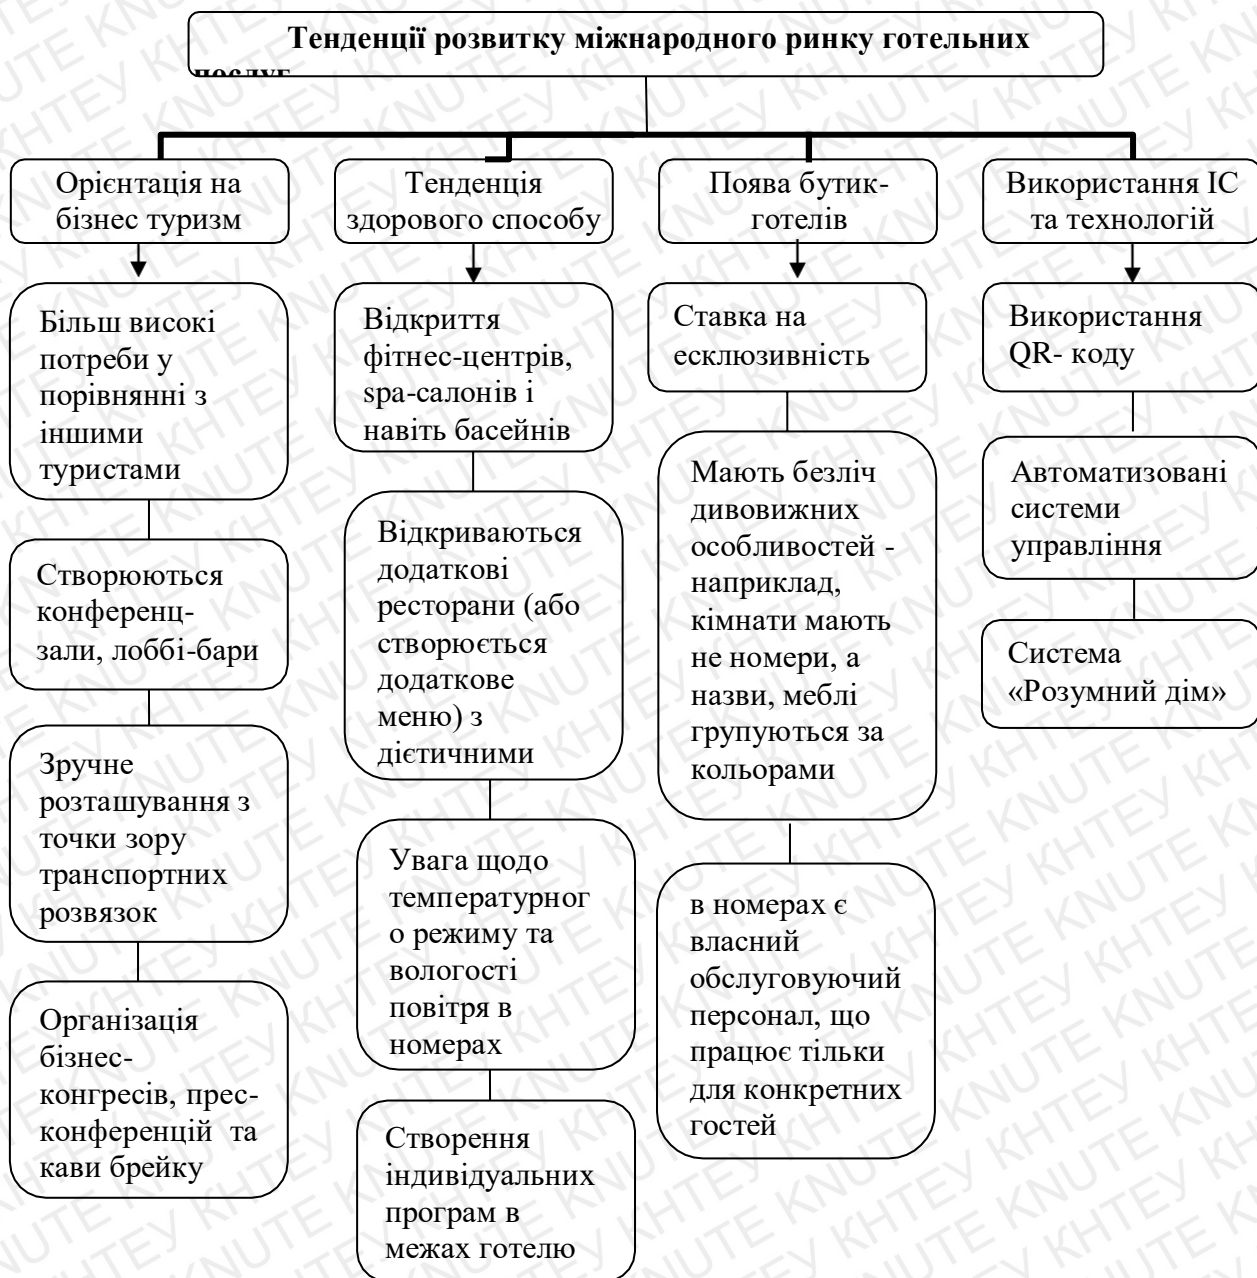 Тенденції розвитку міжнародного ринку готельних
послуг
Орієнтація на
бізнес туризм
Більш високі
потреби у
порівнянні з
іншими
туристами
Створюються
конференц-
зали, лоббі-бари
Зручне
розташування з
точки зору
транспортних
розвязок
Організація
бізнес-
конгресів, прес-
конференцій та
кави брейку
Тенденція
здорового способу
Відкриття
фітнес-центрів,
spa-салонів і
навіть басейнів
Відкриваються
додаткові
ресторани (або
створюється
додаткове
меню) з
дієтичними
Увага щодо
температурног
о режиму та
вологості
повітря в
номерах
Створення
індивідуальних
програм в
межах готелю
Поява бутик-
готелів
Ставка на
есклюзивність
Мають безліч
дивовижних
особливостей -
наприклад,
кімнати мають
не номери, а
назви, меблі
групуються за
кольорами
в номерах є
власний
обслуговуючий
персонал, що
працює тільки
для конкретних
гостей
Використання ІС
та технологій
Використання
QR- коду
Автоматизовані
системи
управління
Система
«Розумний дім»